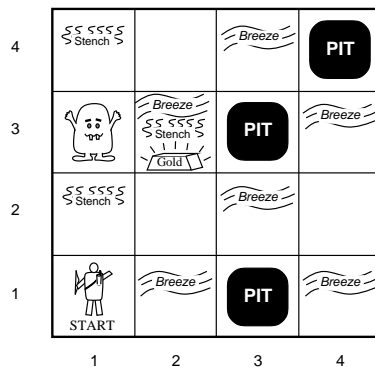 4
Stench
Breeze
PIT
3
Breeze
Stench
Gold
PIT
Breeze
2
Stench
Breeze
1
START
Breeze
PIT
Breeze
1 2 3 4